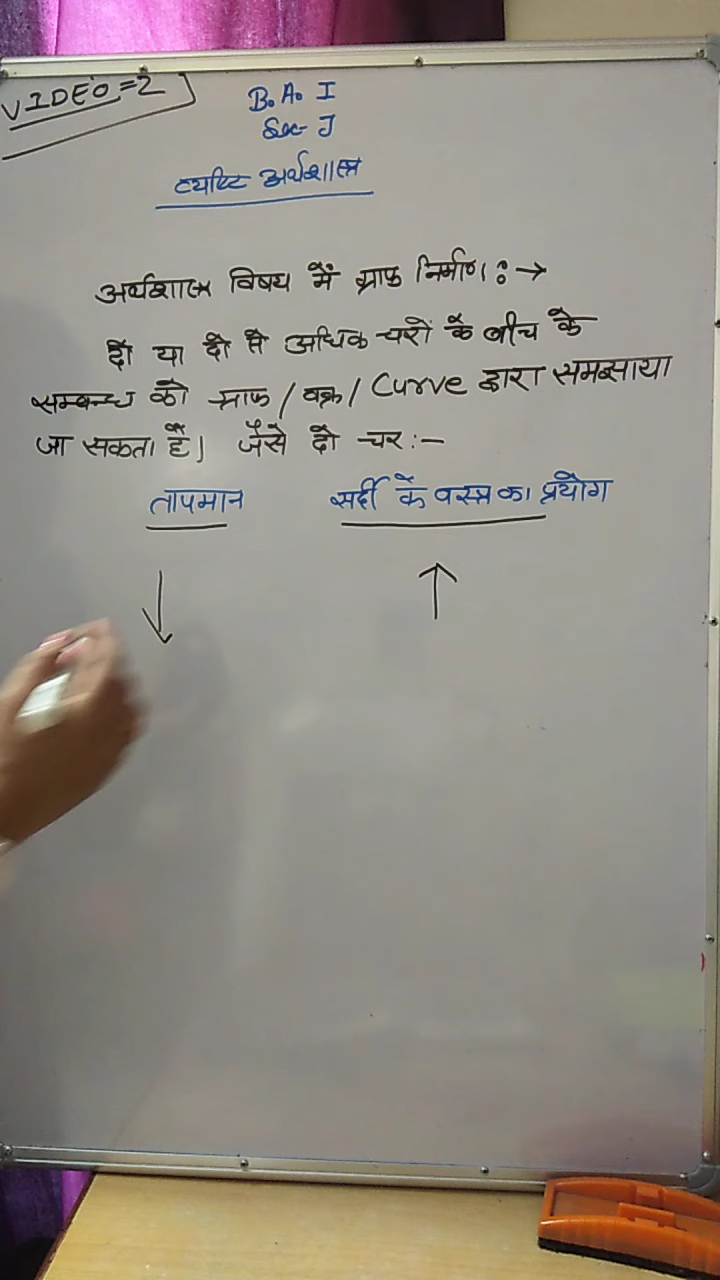 VIDEO=2
B.A. I
Sec- J
व्यष्टि अर्थशास्त्र
अर्थशास्त्र विषय में ग्राफ निर्माण :→
दो या दो से अधिक चरों के बीच के
सम्बन्ध को ग्राफ / वक्र / Curve द्वारा समझाया
जा सकता है। जैसे दो चर:-
तापमान सर्दी के वस्त्र का प्रयोग
↓ ↑